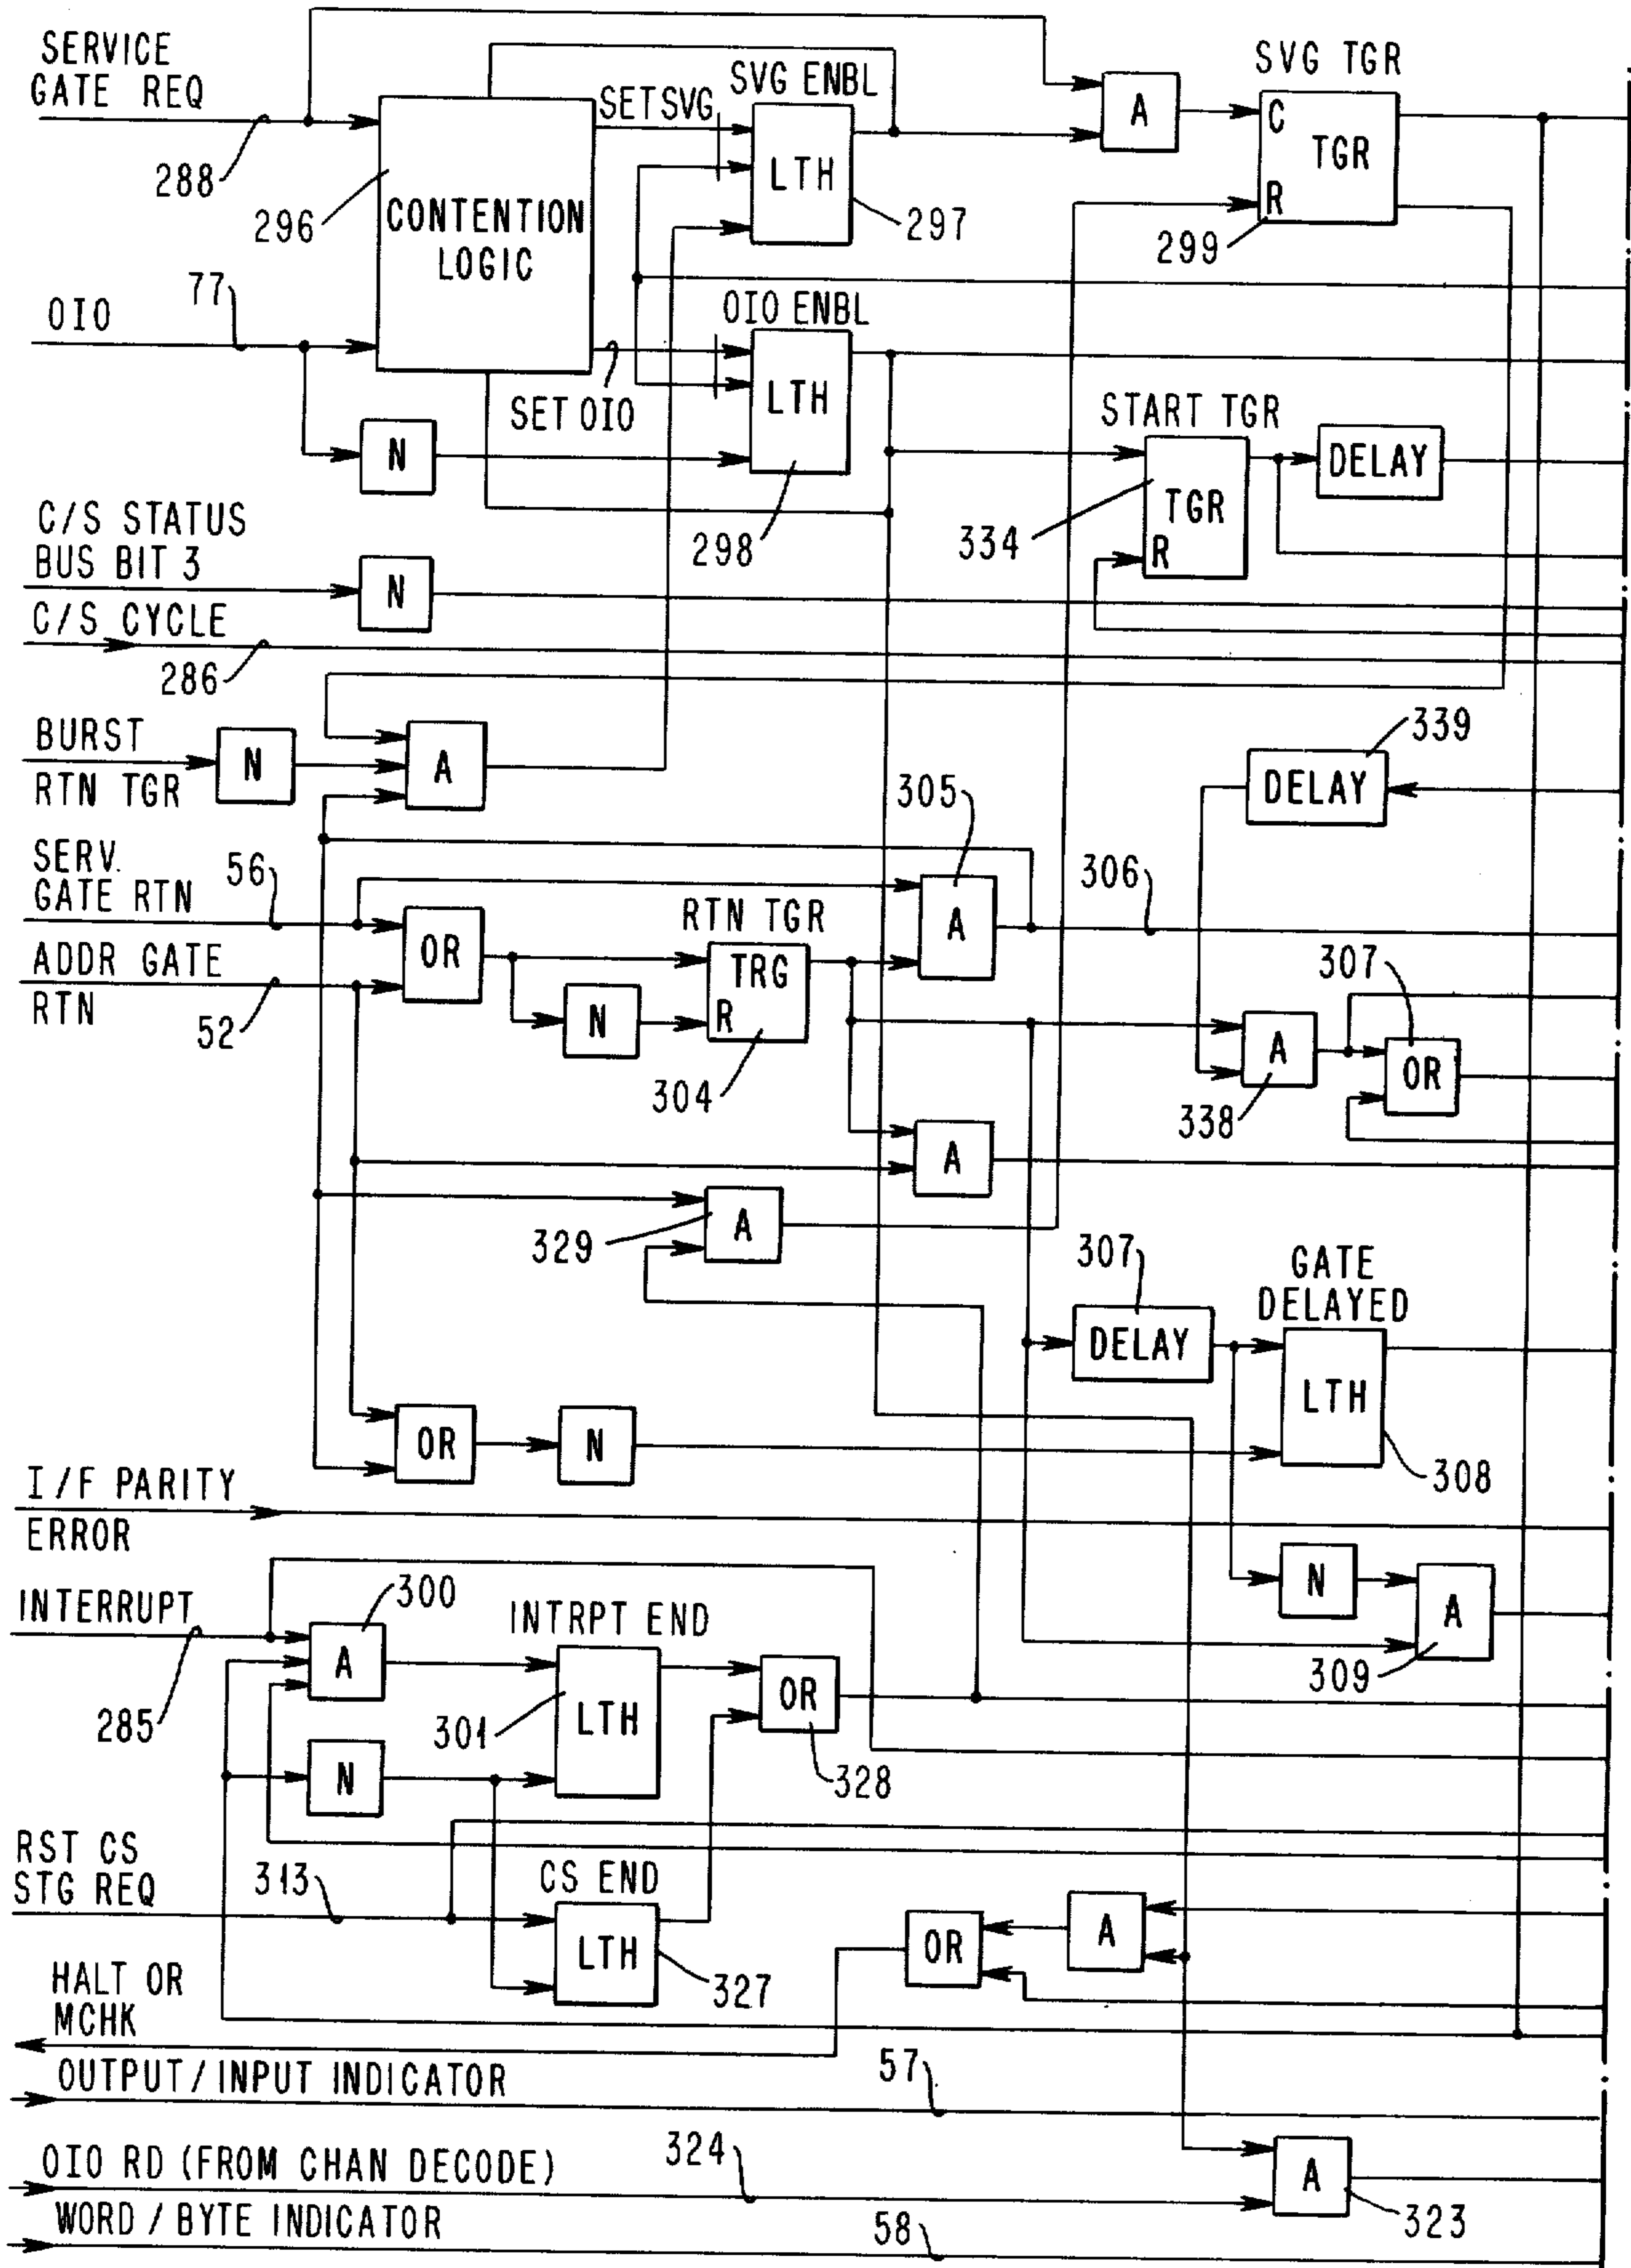 SERVICE
GATE REQ
288
296
CONTENTION
LOGIC
SET SVG
SVG ENBL
LTH
297
A
SVG TGR
C
TGR
R
299
77
OIO
SET OIO
OIO ENBL
LTH
298
N
START TGR
TGR
R
334
DELAY
C/S STATUS
BUS BIT 3
N
C/S CYCLE
286
BURST
RTN TGR
N
A
339
DELAY
SERV.
GATE RTN
56
ADDR GATE
RTN
52
OR
N
RTN TGR
TRG
R
304
305
A
306
307
A
338
OR
A
329
A
307
DELAY
GATE
DELAYED
LTH
308
OR
N
I/F PARITY
ERROR
N
A
309
INTERRUPT
285
300
A
INTRPT END
301
LTH
OR
328
N
RST CS
STG REQ
313
CS END
LTH
327
OR
A
HALT OR
MCHK
OUTPUT/INPUT INDICATOR
57
OIO RD (FROM CHAN DECODE)
324
A
323
WORD/BYTE INDICATOR
58